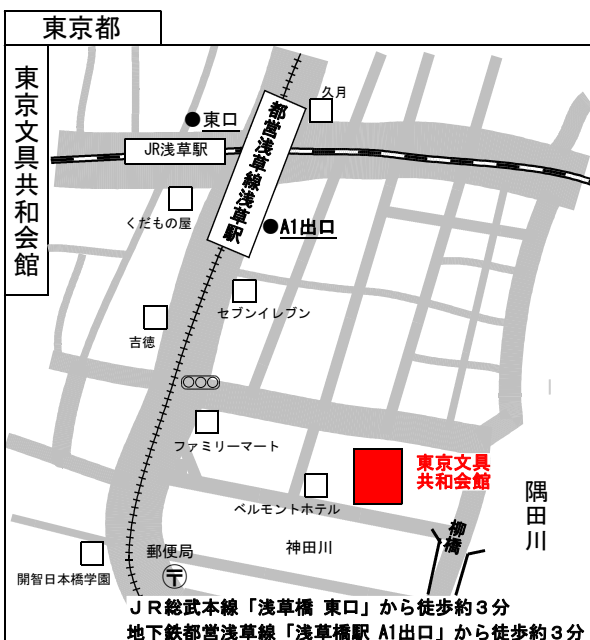 東京都
東京文具共和会館
久月
●東口
JR浅草駅
都営浅草線浅草駅
くだもの屋
●A1出口
セブンイレブン
吉徳
ファミリーマート
東京文具
共和会館
ベルモントホテル
隅田川
柳橋
神田川
郵便局
〒
開智日本橋学園
JR総武本線「浅草橋 東口」から徒歩約3分
地下鉄都営浅草線「浅草橋駅 A1出口」から徒歩約3分